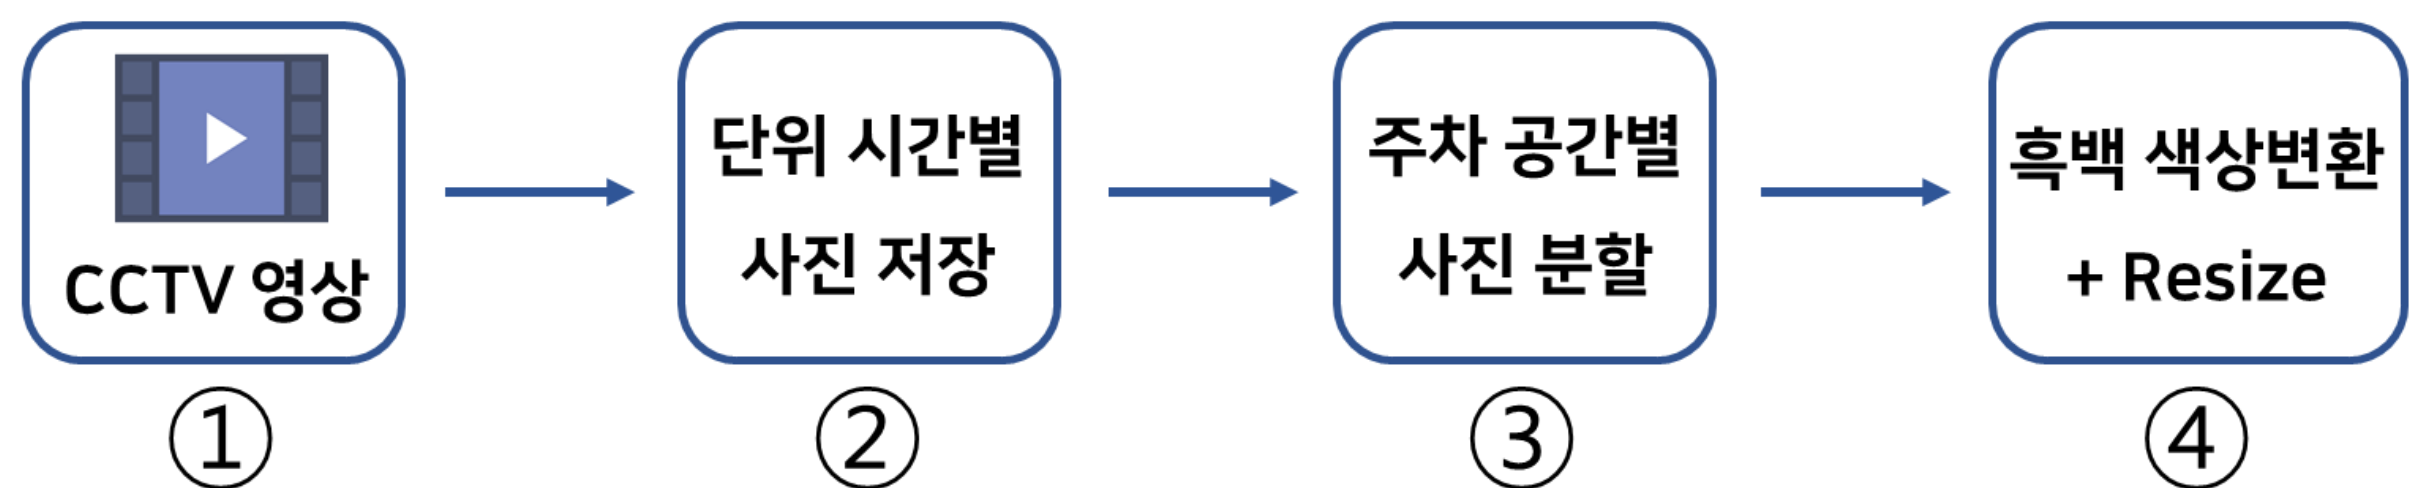 CCTV 영상
단위 시간별
사진 저장
주차 공간별
사진 분할
흑백 색상변환
+ Resize
①
②
③
④